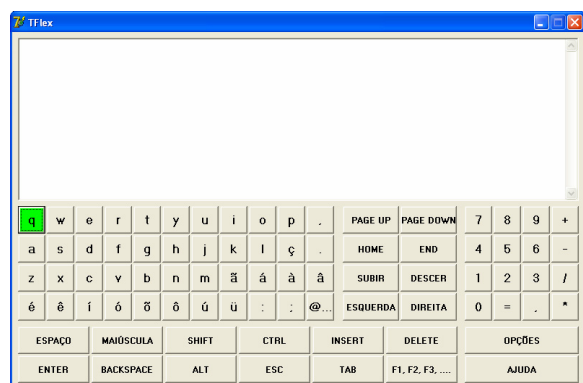 TFlex
q w e r t y u i o p , PAGE UP PAGE DOWN 7 8 9 +
a s d f g h j k l ç . HOME END 4 5 6 -
z x c v b n m ã á à â SUBIR DESCER 1 2 3 /
é ê í ó õ ô ú ü : ; @... ESQUERDA DIREITA 0 = , *
ESPAÇO MAIÚSCULA SHIFT CTRL INSERT DELETE OPÇÕES
ENTER BACKSPACE ALT ESC TAB F1, F2, F3, .... AJUDA